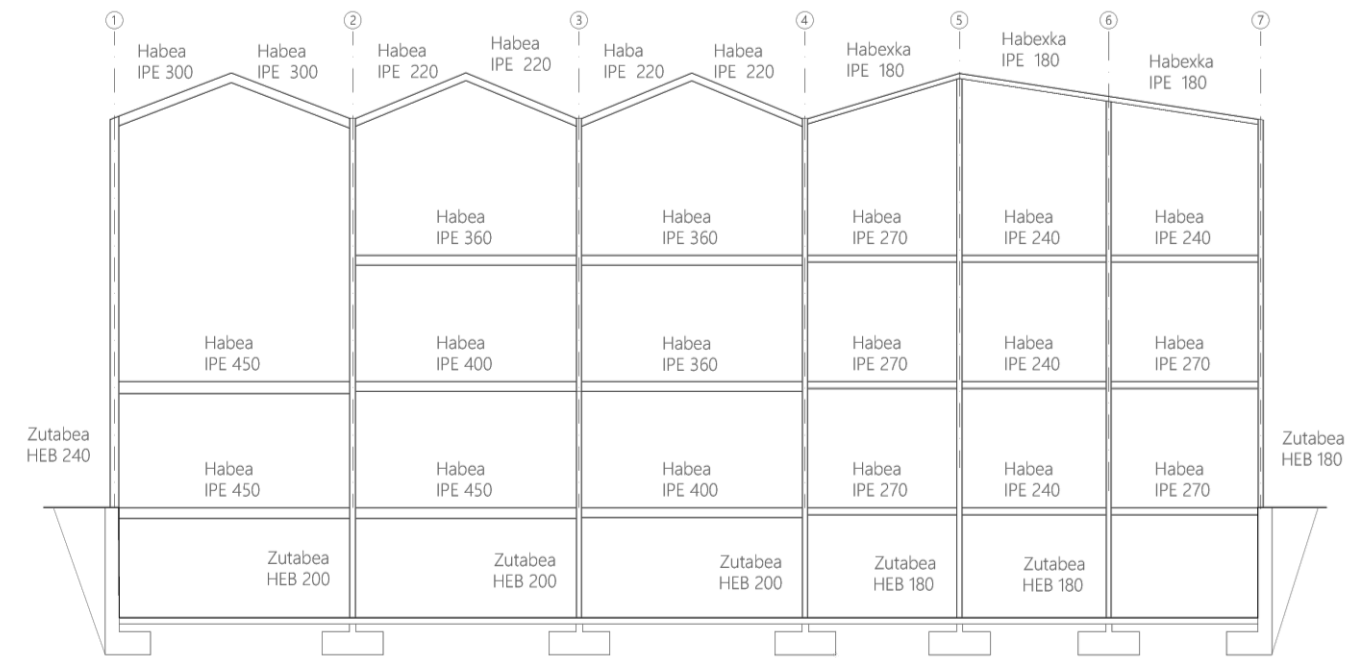 1
2
3
4
5
6
7
Habea
IPE 300
Habea
IPE 300
Habea
IPE 220
Habea
IPE 220
Haba
IPE 220
Habea
IPE 220
Habexka
IPE 180
Habexka
IPE 180
Habexka
IPE 180
Habea
IPE 360
Habea
IPE 360
Habea
IPE 270
Habea
IPE 240
Habea
IPE 240
Habea
IPE 450
Habea
IPE 400
Habea
IPE 360
Habea
IPE 270
Habea
IPE 240
Habea
IPE 270
Zutabea
HEB 240
Zutabea
HEB 180
Habea
IPE 450
Habea
IPE 450
Habea
IPE 400
Habea
IPE 270
Habea
IPE 240
Habea
IPE 270
Zutabea
HEB 200
Zutabea
HEB 200
Zutabea
HEB 200
Zutabea
HEB 180
Zutabea
HEB 180